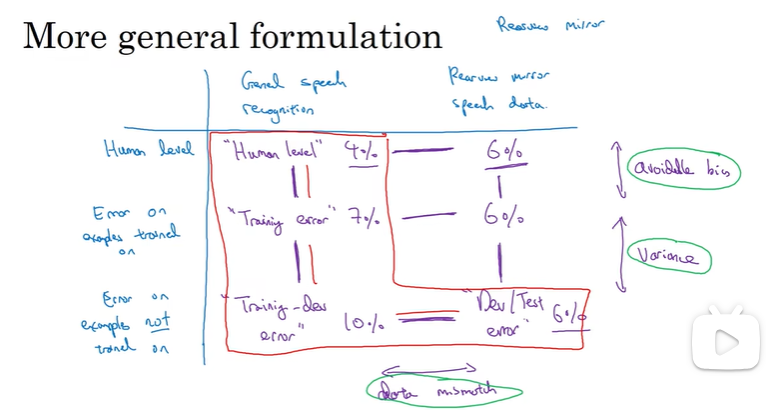 Rearview mirror
More general formulation
General speech
recognition
Rearview mirror
speech data.
Human level
"Human level" 4%
6%
avoidable bias
Error on
examples trained
on
"Training error" 7%
6%
Variance
Error on
examples not
trained on
"Training-dev
error" 10%
"Dev/Test
error" 6%
data mismatch